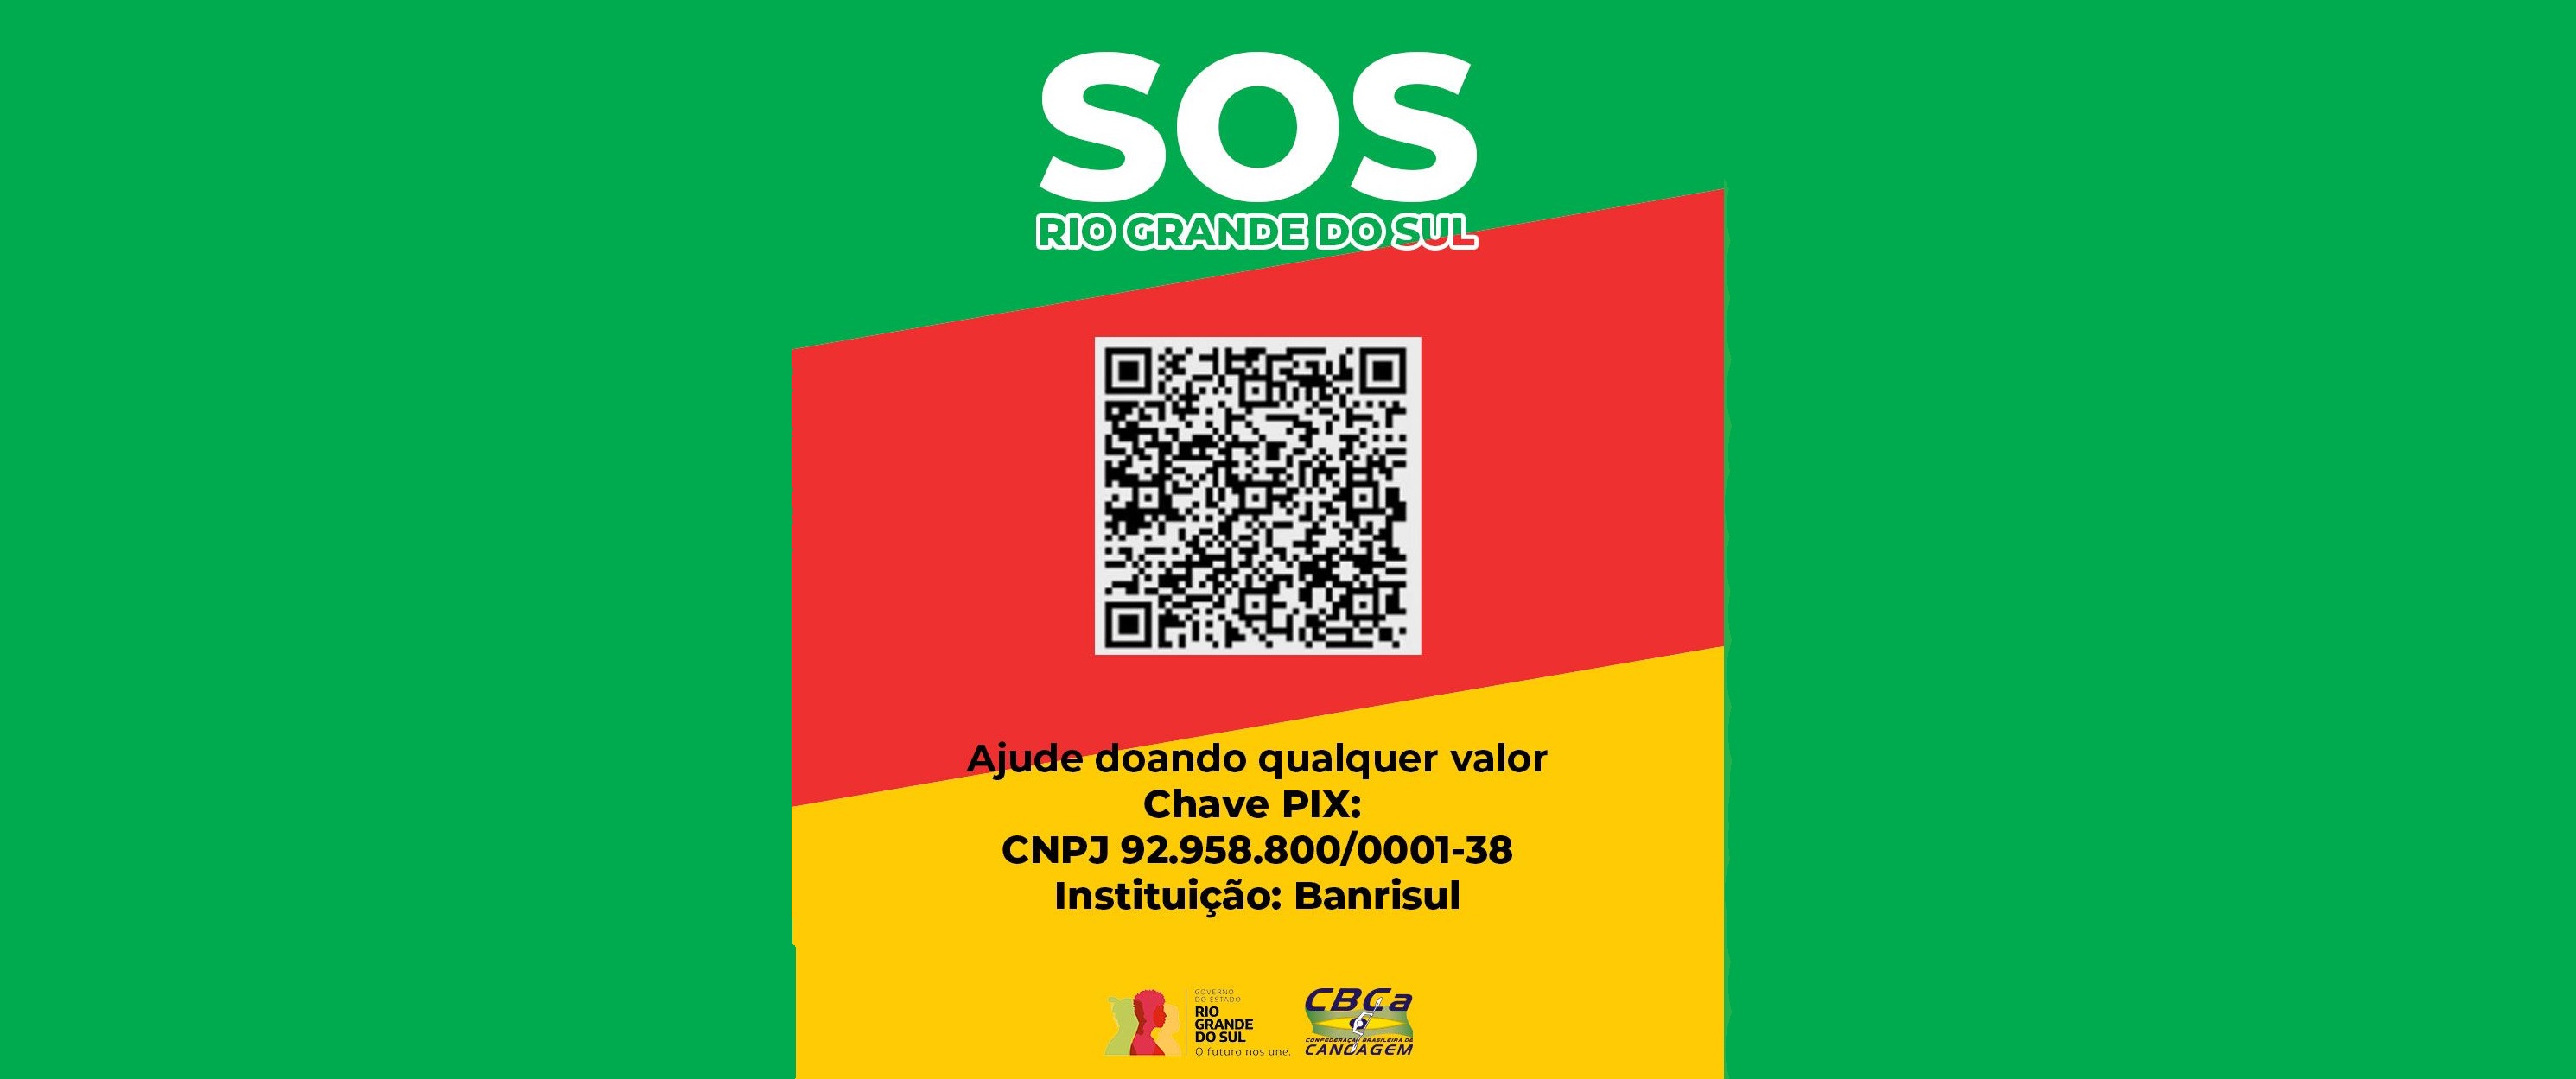 SOS
RIO GRANDE DO SUL
Ajude doando qualquer valor
Chave PIX:
CNPJ 92.958.800/0001-38
Instituição: Banrisul
GOVERNO
DO ESTADO
RIO
GRANDE
DO SUL
O futuro nos une.
CBCa
CONFEDERAÇÃO BRASILEIRA DE
CANOAGEM